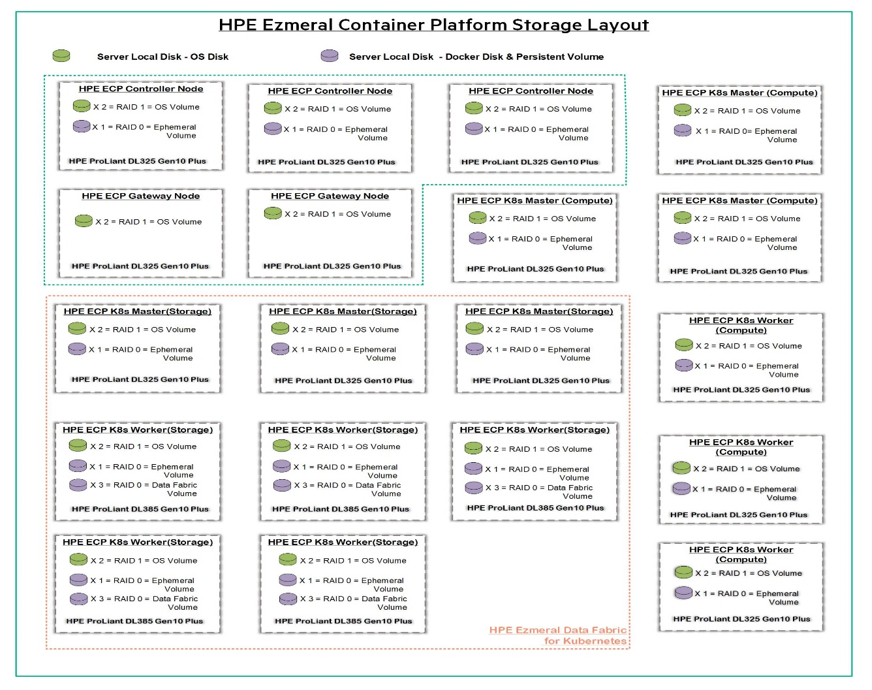 HPE Ezmeral Container Platform Storage Layout
Server Local Disk - OS Disk
Server Local Disk - Docker Disk & Persistent Volume
HPE ECP Controller Node
X 2 = RAID 1 = OS Volume
X 1 = RAID 0 = Ephemeral
Volume
HPE ProLiant DL325 Gen10 Plus
HPE ECP Controller Node
X 2 = RAID 1 = OS Volume
X 1 = RAID 0 = Ephemeral
Volume
HPE ProLiant DL325 Gen10 Plus
HPE ECP Controller Node
X 2 = RAID 1 = OS Volume
X 1 = RAID 0 = Ephemeral
Volume
HPE ProLiant DL325 Gen10 Plus
HPE ECP K8s Master (Compute)
X 2 = RAID 1 = OS Volume
X 1 = RAID 0 = Ephemeral
Volume
HPE ProLiant DL325 Gen10 Plus
HPE ECP Gateway Node
X 2 = RAID 1 = OS Volume
HPE ProLiant DL325 Gen10 Plus
HPE ECP Gateway Node
X 2 = RAID 1 = OS Volume
HPE ProLiant DL325 Gen10 Plus
HPE ECP K8s Master (Compute)
X 2 = RAID 1 = OS Volume
X 1 = RAID 0 = Ephemeral
Volume
HPE ProLiant DL325 Gen10 Plus
HPE ECP K8s Master (Compute)
X 2 = RAID 1 = OS Volume
X 1 = RAID 0 = Ephemeral
Volume
HPE ProLiant DL325 Gen10 Plus
HPE ECP K8s Master(Storage)
X 2 = RAID 1 = OS Volume
X 1 = RAID 0 = Ephemeral
Volume
HPE ProLiant DL325 Gen10 Plus
HPE ECP K8s Master(Storage)
X 2 = RAID 1 = OS Volume
X 1 = RAID 0 = Ephemeral
Volume
HPE ProLiant DL325 Gen10 Plus
HPE ECP K8s Master(Storage)
X 2 = RAID 1 = OS Volume
X 1 = RAID 0 = Ephemeral
Volume
HPE ProLiant DL325 Gen10 Plus
HPE ECP K8s Worker
(Compute)
X 2 = RAID 1 = OS Volume
X 1 = RAID 0 = Ephemeral
Volume
HPE ProLiant DL325 Gen10 Plus
HPE ECP K8s Worker(Storage)
X 2 = RAID 1 = OS Volume
X 1 = RAID 0 = Ephemeral
Volume
X 3 = RAID 0 = Data Fabric
Volume
HPE ProLiant DL385 Gen10 Plus
HPE ECP K8s Worker(Storage)
X 2 = RAID 1 = OS Volume
X 1 = RAID 0 = Ephemeral
Volume
X 3 = RAID 0 = Data Fabric
Volume
HPE ProLiant DL385 Gen10 Plus
HPE ECP K8s Worker(Storage)
X 2 = RAID 1 = OS Volume
X 1 = RAID 0 = Ephemeral
Volume
X 3 = RAID 0 = Data Fabric
Volume
HPE ProLiant DL385 Gen10 Plus
HPE ECP K8s Worker
(Compute)
X 2 = RAID 1 = OS Volume
X 1 = RAID 0 = Ephemeral
Volume
HPE ProLiant DL325 Gen10 Plus
HPE ECP K8s Worker(Storage)
X 2 = RAID 1 = OS Volume
X 1 = RAID 0 = Ephemeral
Volume
X 3 = RAID 0 = Data Fabric
Volume
HPE ProLiant DL385 Gen10 Plus
HPE ECP K8s Worker(Storage)
X 2 = RAID 1 = OS Volume
X 1 = RAID 0 = Ephemeral
Volume
X 3 = RAID 0 = Data Fabric
Volume
HPE ProLiant DL385 Gen10 Plus
HPE ECP K8s Worker
(Compute)
X 2 = RAID 1 = OS Volume
X 1 = RAID 0 = Ephemeral
Volume
HPE ProLiant DL325 Gen10 Plus
HPE Ezmeral Data Fabric
for Kubernetes